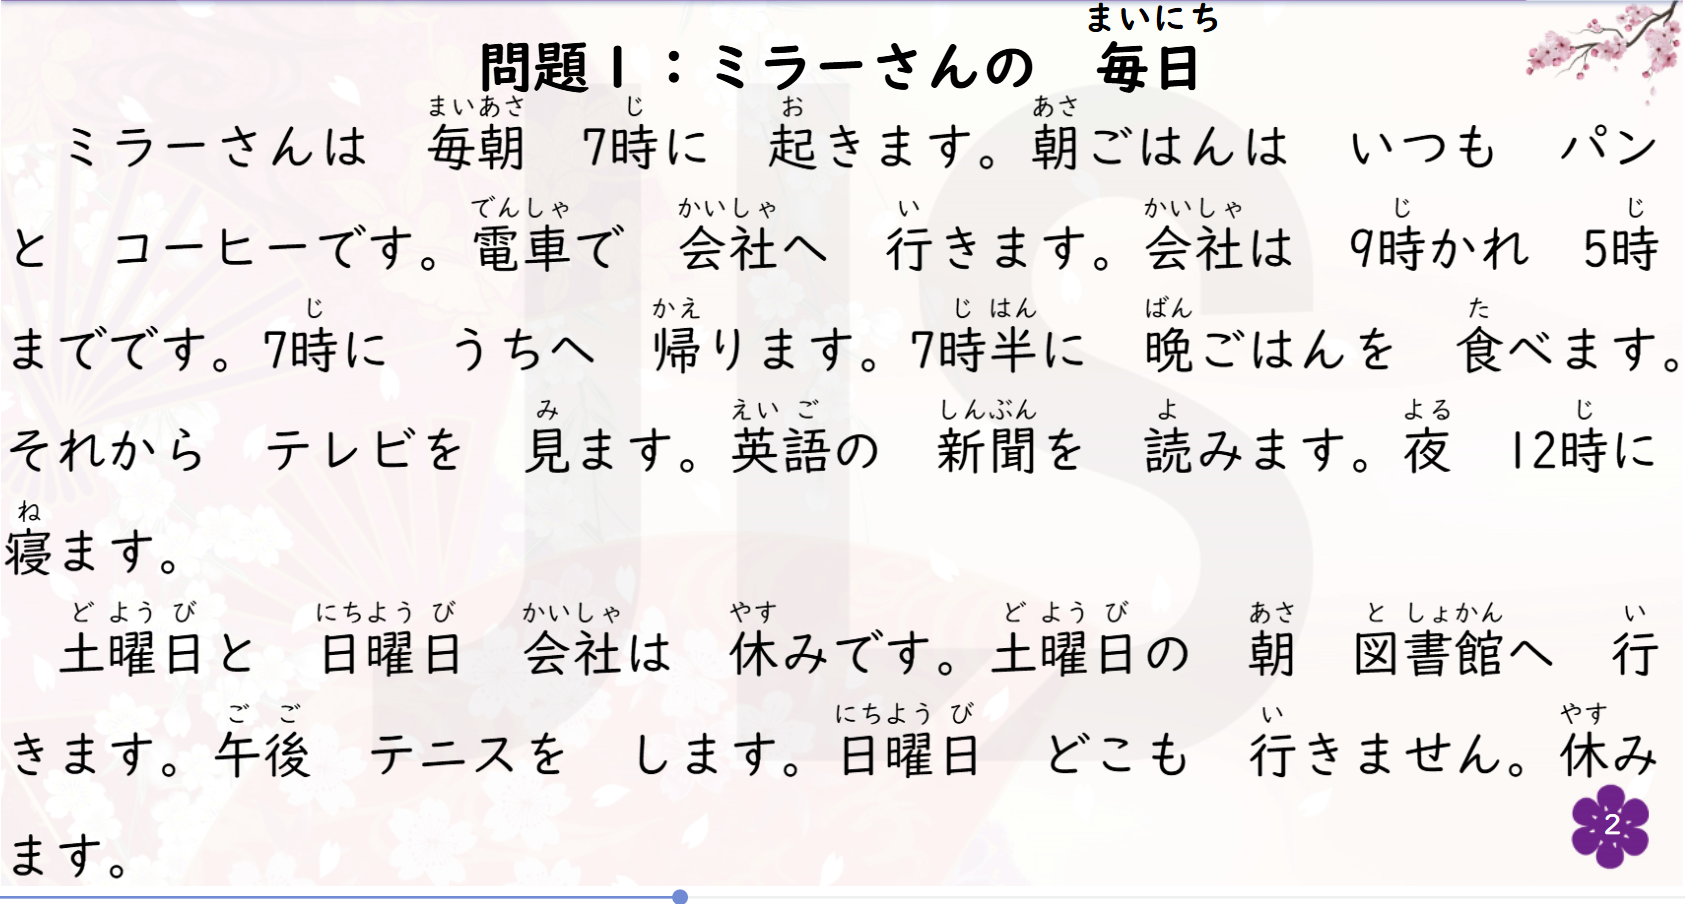 まいにち
問題1：ミラーさんの　毎日
まいあさ じ お あさ
ミラーさんは　毎朝　7時に　起きます。朝ごはんは　いつも　パン
でんしゃ かいしゃ い かいしゃ じ じ
と　コーヒーです。電車で　会社へ　行きます。会社は　9時かれ　5時
じ かえ じ はん ばん た
までです。7時に　うちへ　帰ります。7時半に　晩ごはんを　食べます。
み えい ご しんぶん よ よる じ
それから　テレビを　見ます。英語の　新聞を　読みます。夜　12時に
ね
寝ます。
ど よう び にちよう び かいしゃ やす ど よう び あさ と しょかん い
土曜日と　日曜日　会社は　休みです。土曜日の　朝　図書館へ　行
ご ご にちよう び い やす
きます。午後　テニスを　します。日曜日　どこも　行きません。休み
ます。
2
JLS